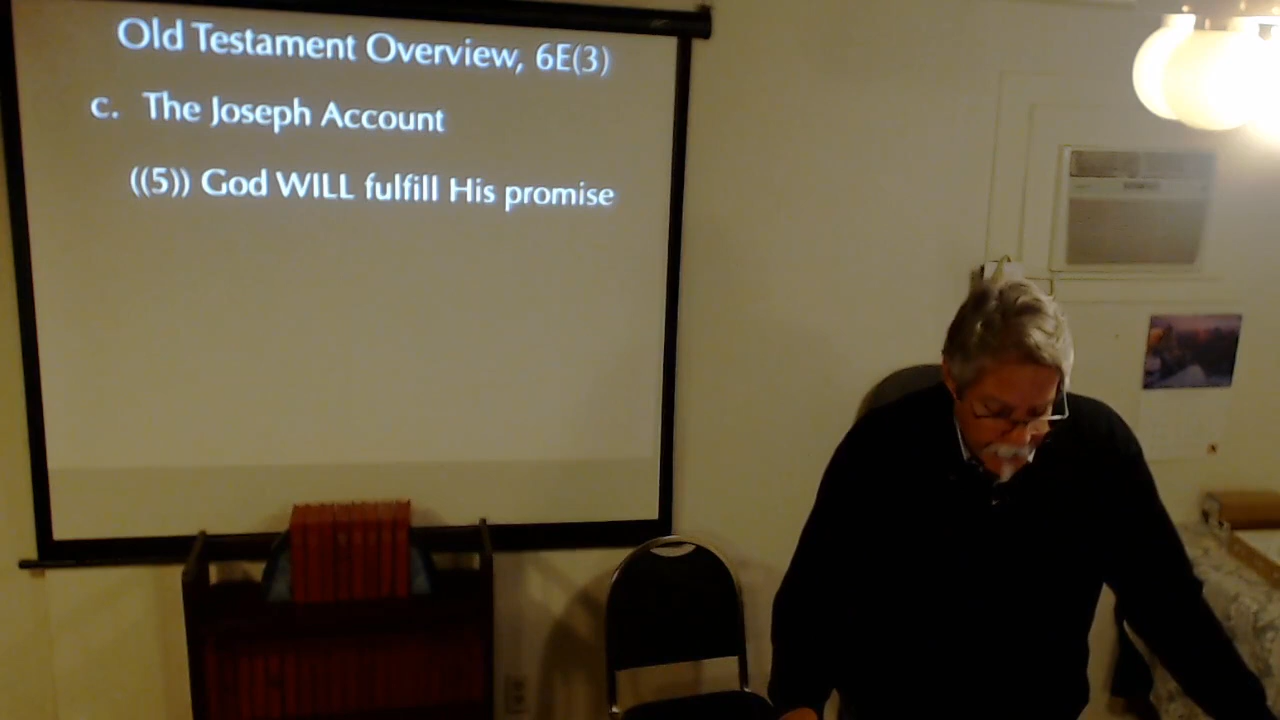 Old Testament Overview, 6E(3)
c. The Joseph Account
((5)) God WILL fulfill His promise